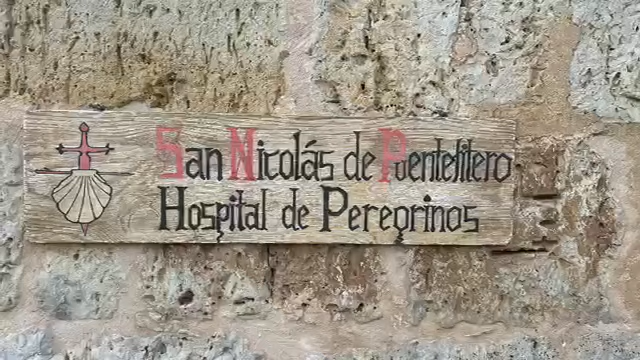 San Nicolás de Puentefitero
Hospital de Peregrinos